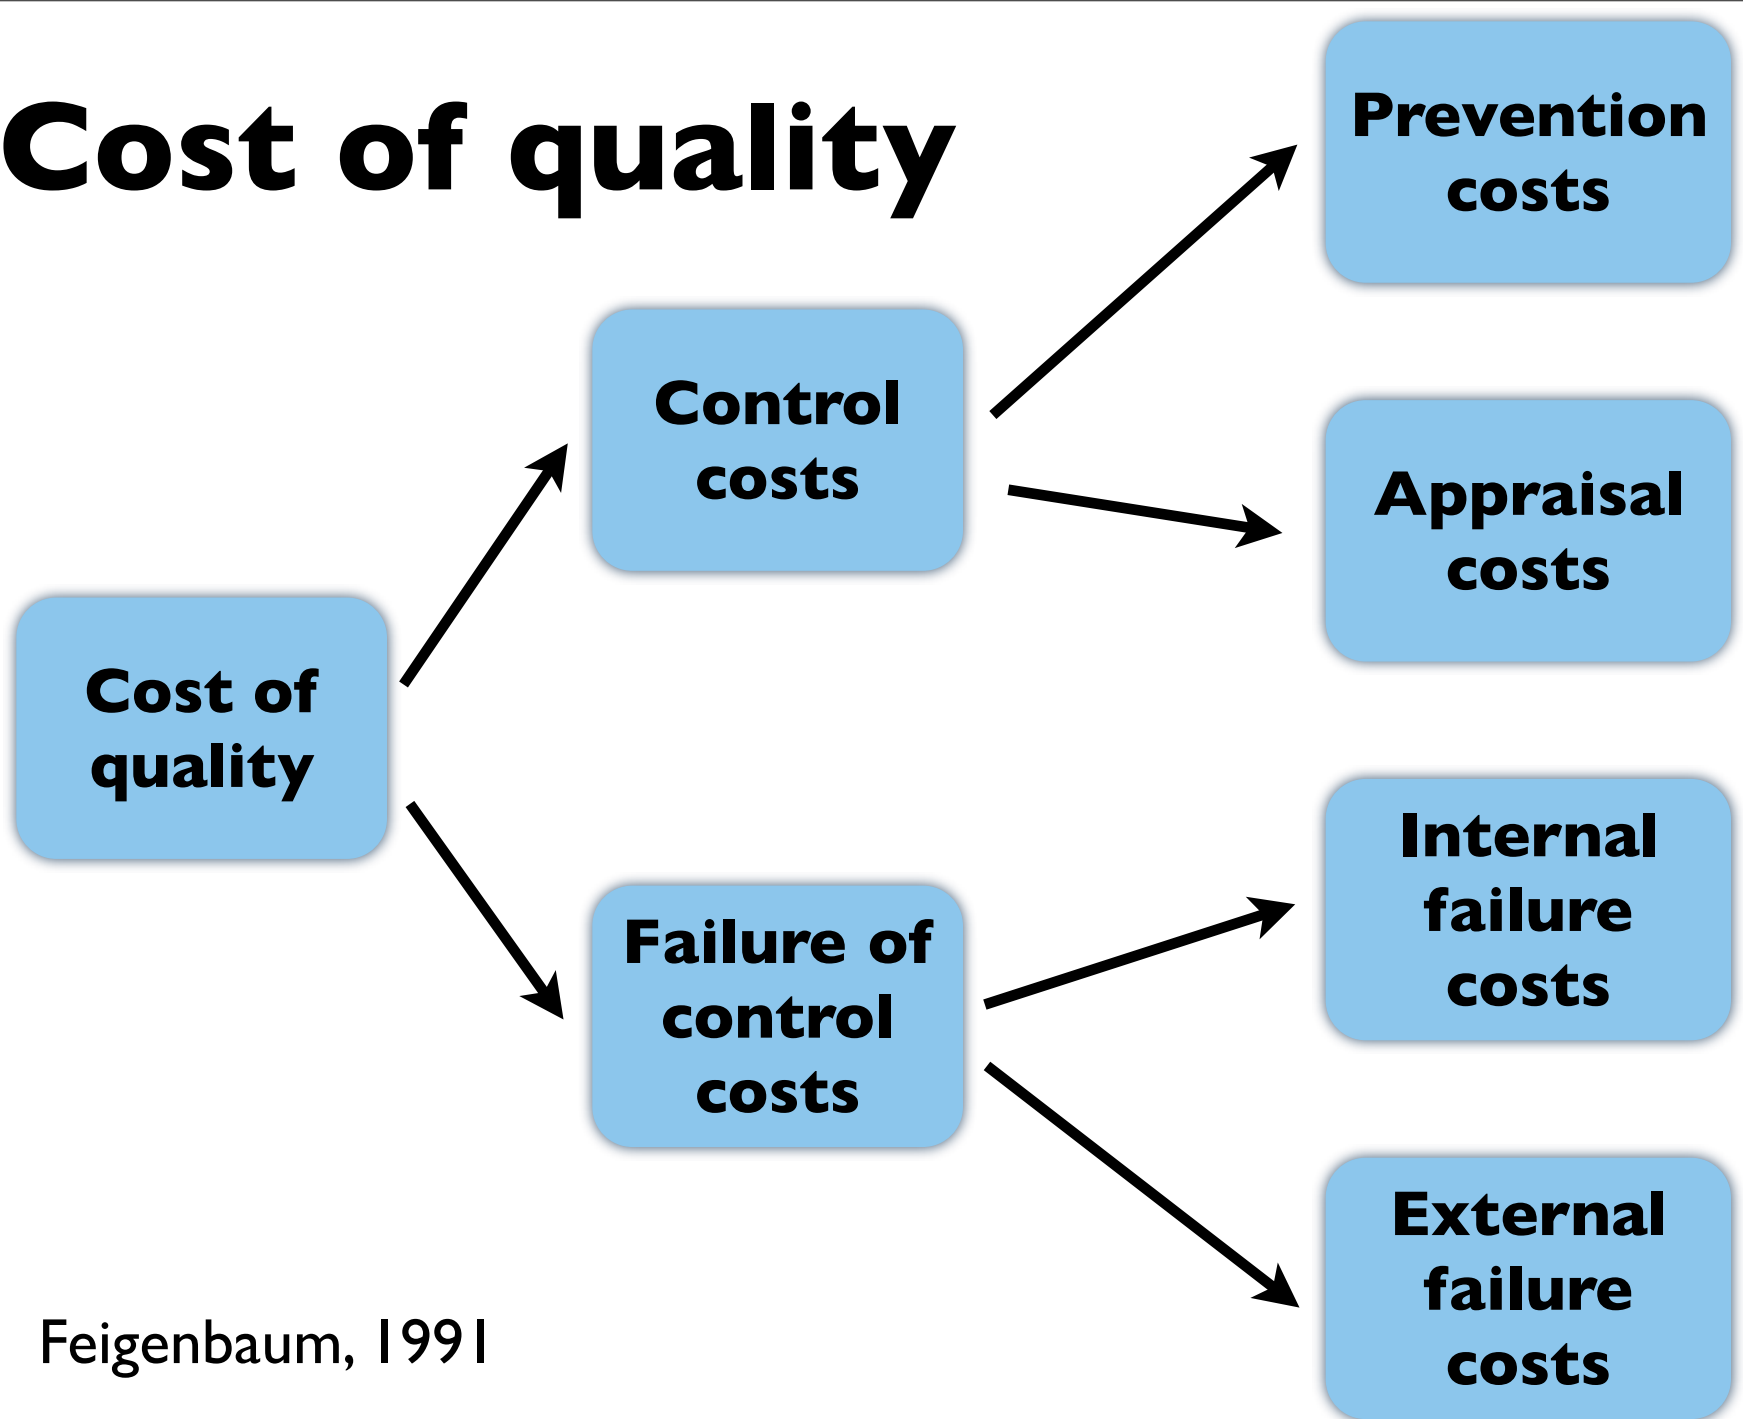 Cost of quality
Prevention
costs
Control
costs
Appraisal
costs
Cost of
quality
Internal
failure
costs
Failure of
control
costs
External
failure
costs
Feigenbaum, 1991